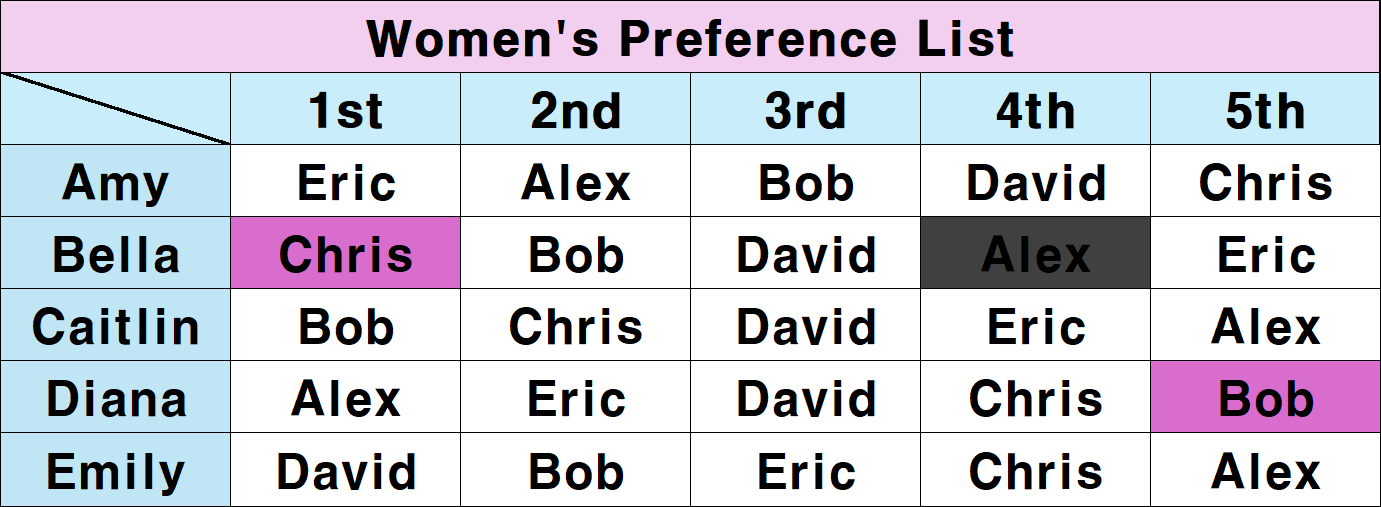 Women's Preference List
1st 2nd 3rd 4th 5th
Amy Eric Alex Bob David Chris
Bella Chris Bob David Alex Eric
Caitlin Bob Chris David Eric Alex
Diana Alex Eric David Chris Bob
Emily David Bob Eric Chris Alex